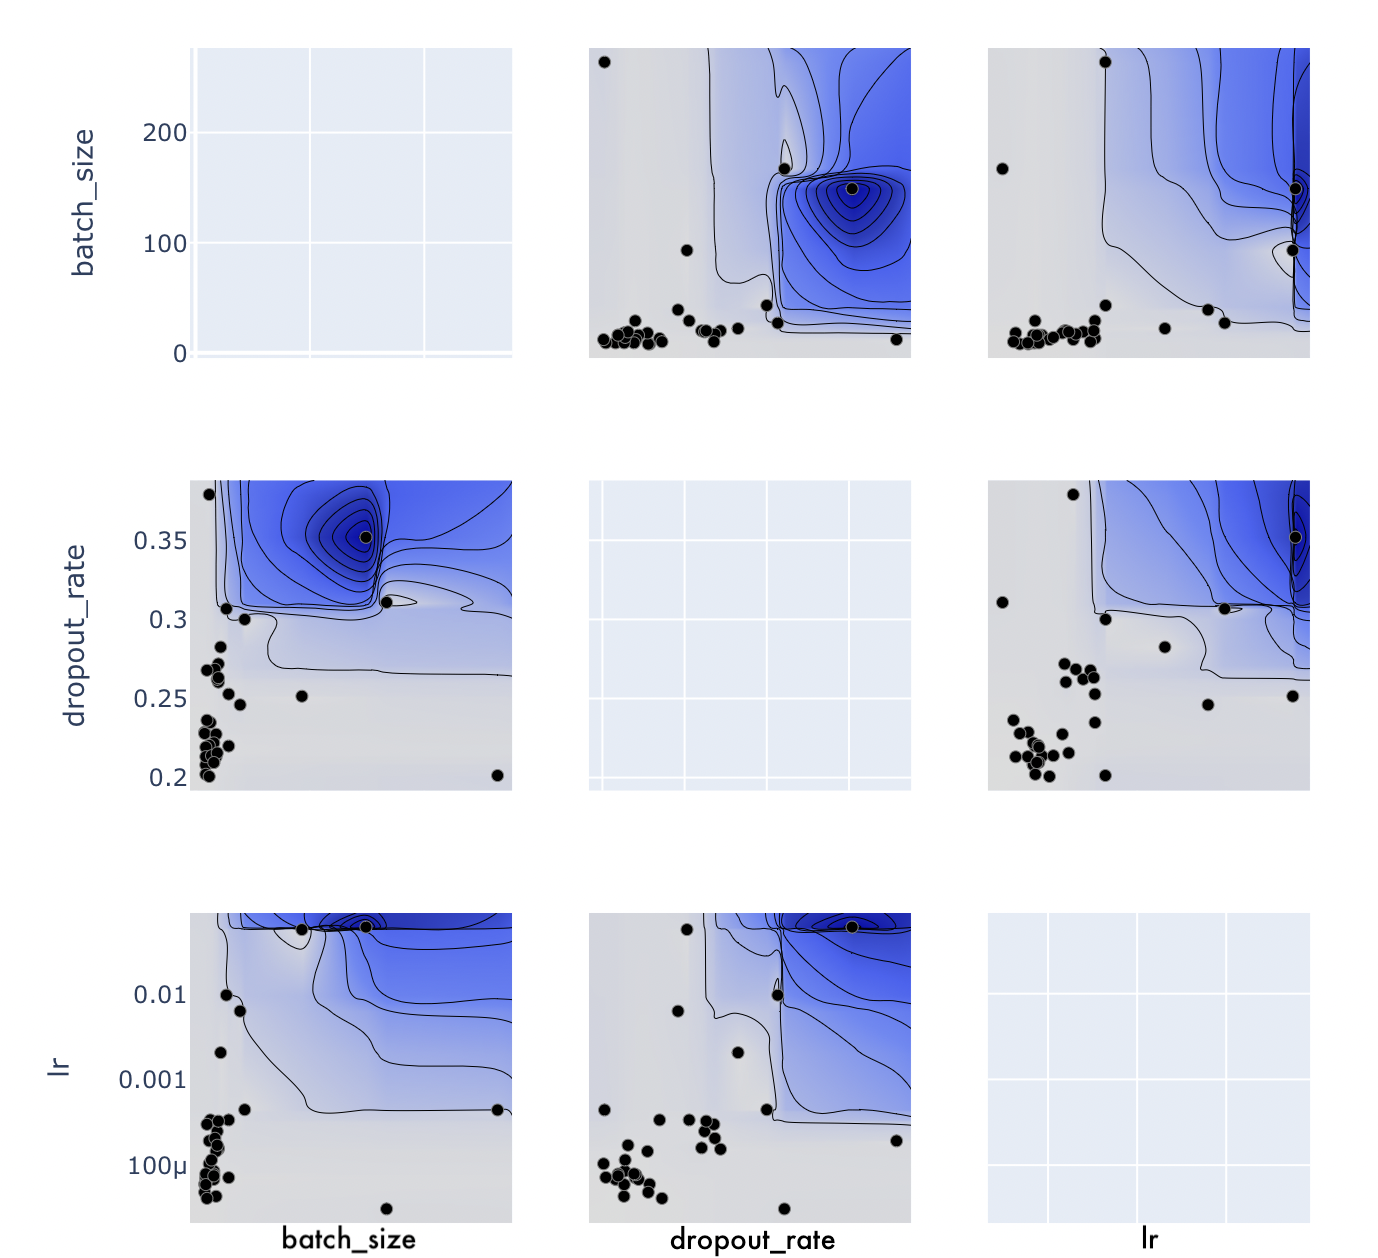 batch_size
200
100
0
dropout_rate
0.35
0.3
0.25
0.2
lr
0.01
0.001
100μ
batch_size
dropout_rate
lr